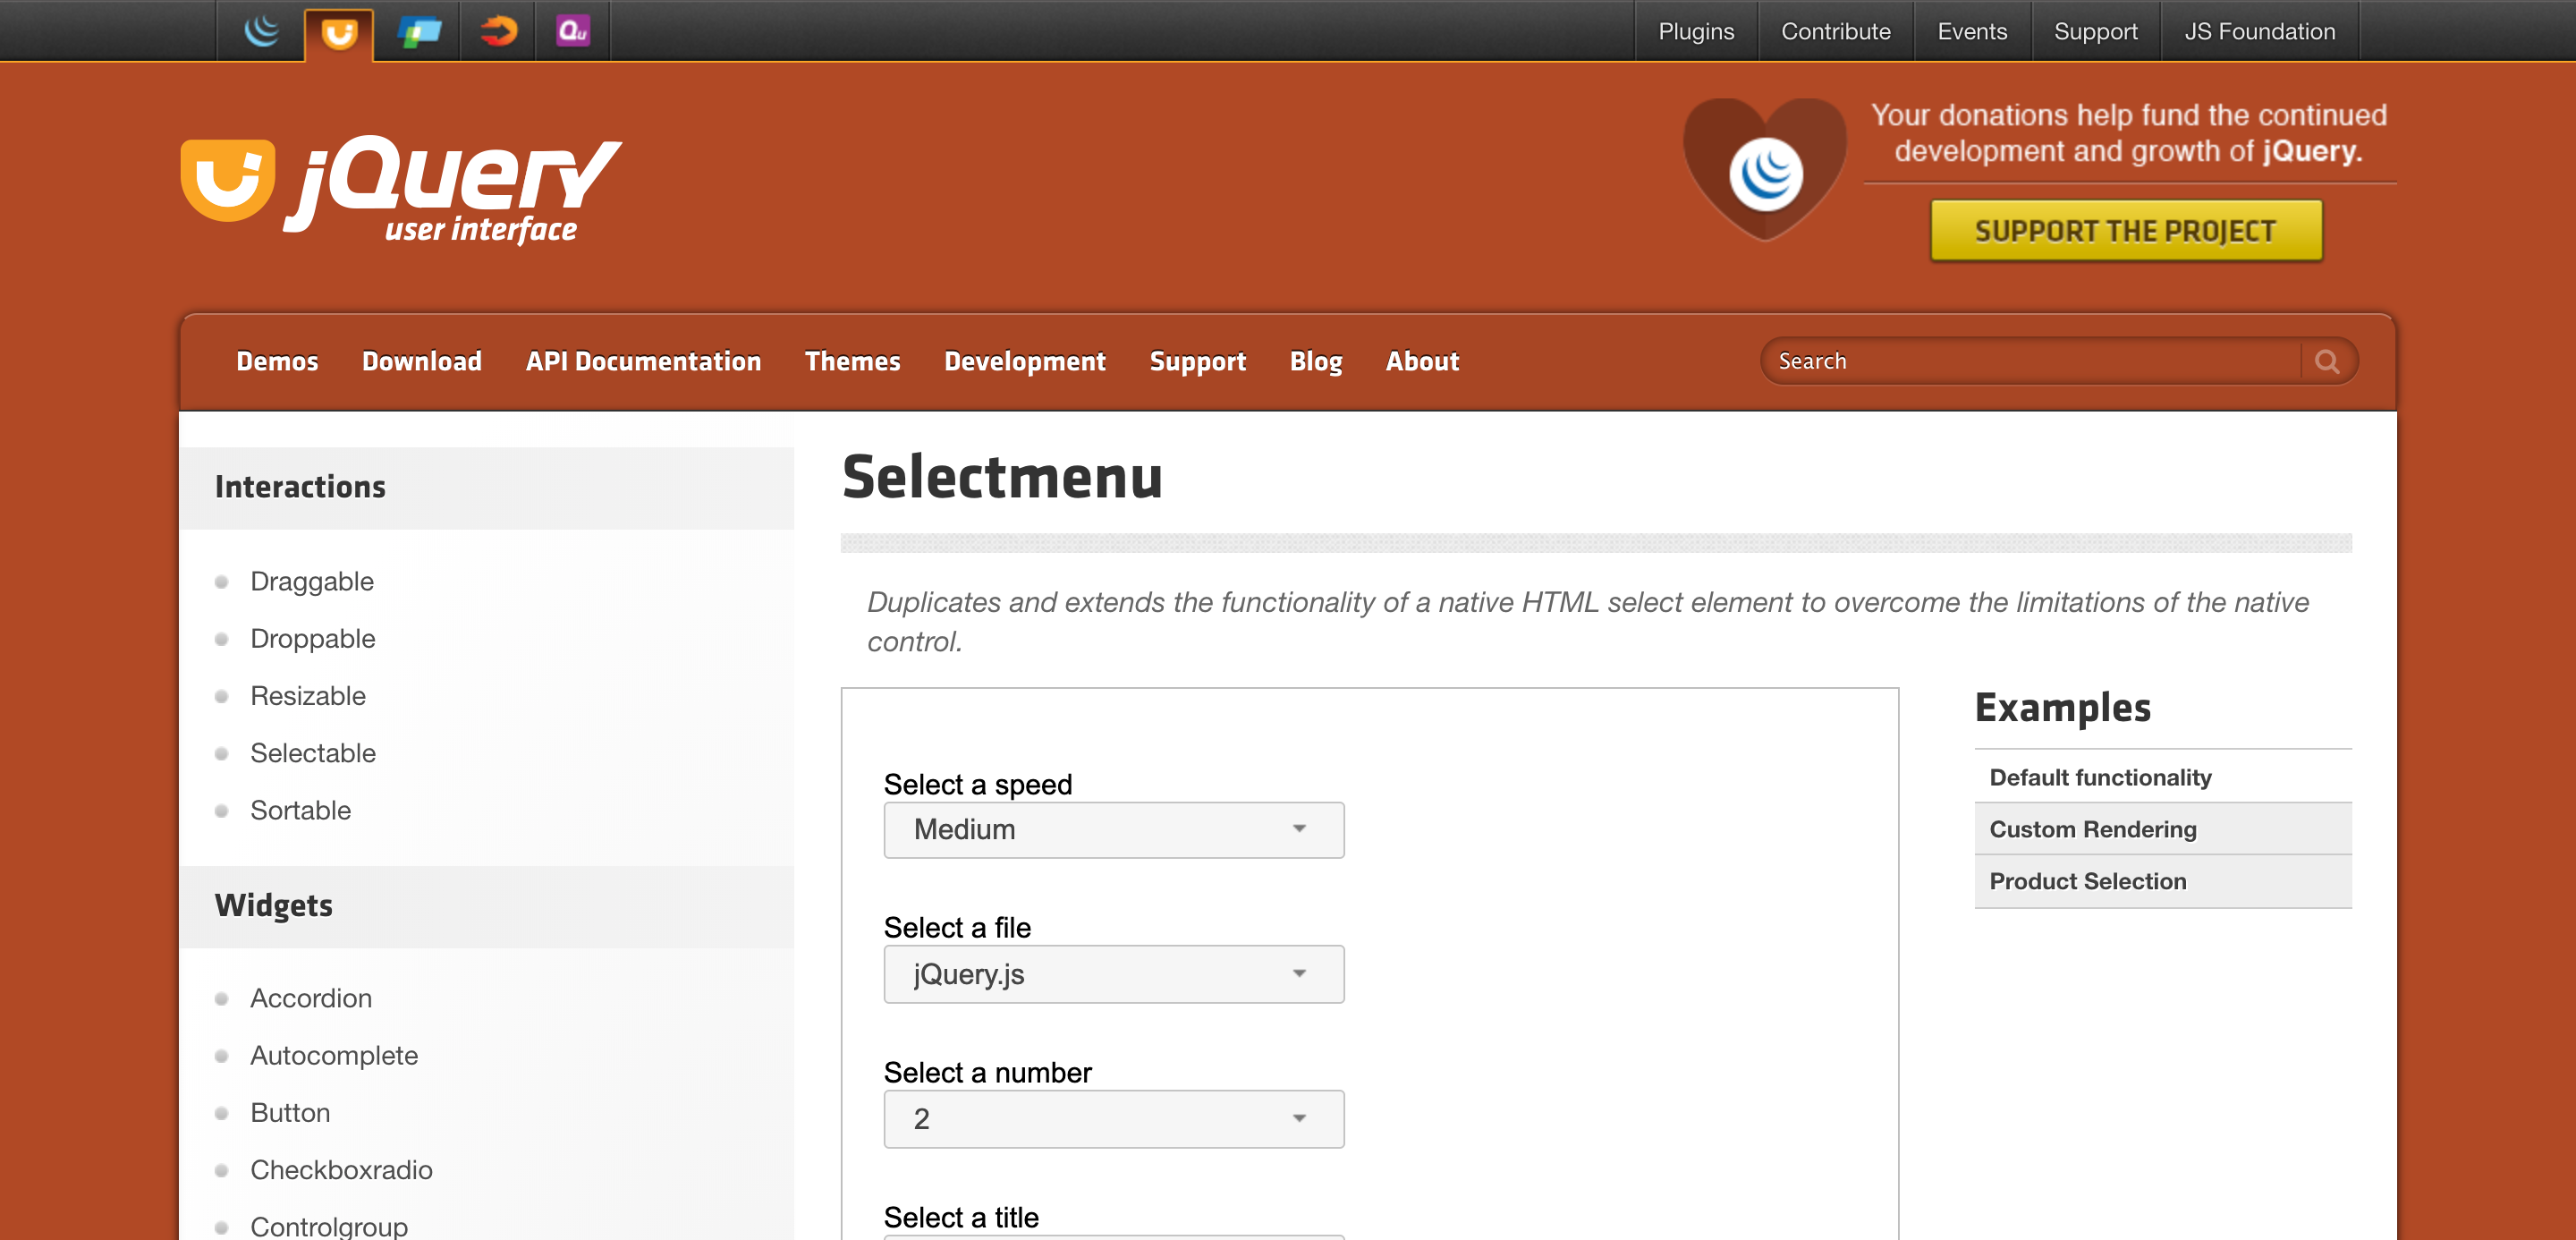 Qu
Plugins
Contribute
Events
Support
JS Foundation
jQuery
user interface
Your donations help fund the continued
development and growth of jQuery.
SUPPORT THE PROJECT
Demos
Download
API Documentation
Themes
Development
Support
Blog
About
Search
Interactions
Draggable
Droppable
Resizable
Selectable
Sortable
Widgets
Accordion
Autocomplete
Button
Checkboxradio
Controlgroup
Selectmenu
Duplicates and extends the functionality of a native HTML select element to overcome the limitations of the native
control.
Select a speed
Medium
Select a file
jQuery.js
Select a number
2
Select a title
Examples
Default functionality
Custom Rendering
Product Selection